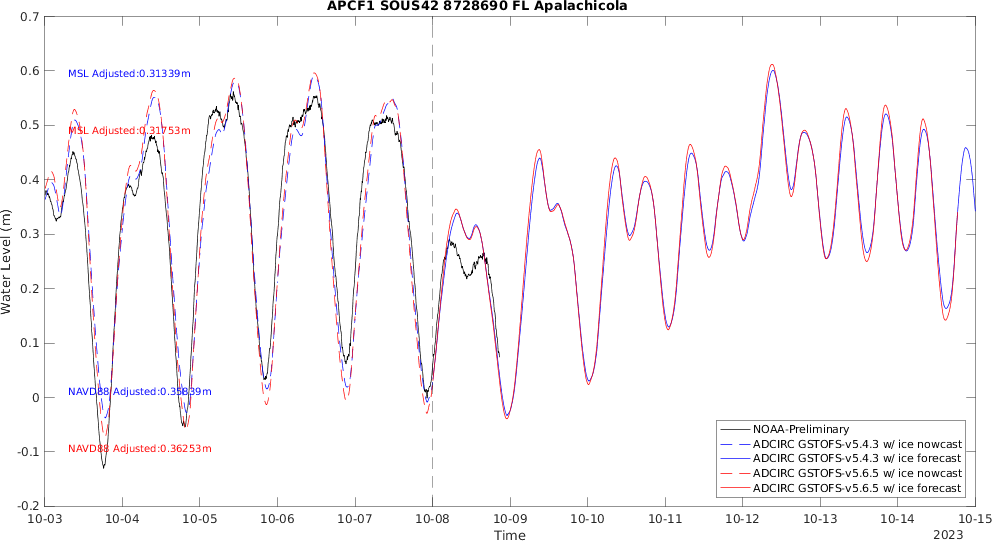 APCF1 SOUS42 8728690 FL Apalachicola
0.7
0.6
0.5
0.4
0.3
0.2
0.1
0
-0.1
-0.2
Water Level (m)
MSL Adjusted:0.31339m
MSL Adjusted:0.31753m
NAVD88 Adjusted:0.35839m
NAVD88 Adjusted:0.36253m
NOAA-Preliminary
ADCIRC GSTOFS-v5.4.3 w/ ice nowcast
ADCIRC GSTOFS-v5.4.3 w/ ice forecast
ADCIRC GSTOFS-v5.6.5 w/ ice nowcast
ADCIRC GSTOFS-v5.6.5 w/ ice forecast
10-03 10-04 10-05 10-06 10-07 10-08 10-09 10-10 10-11 10-12 10-13 10-14 10-15
Time
2023